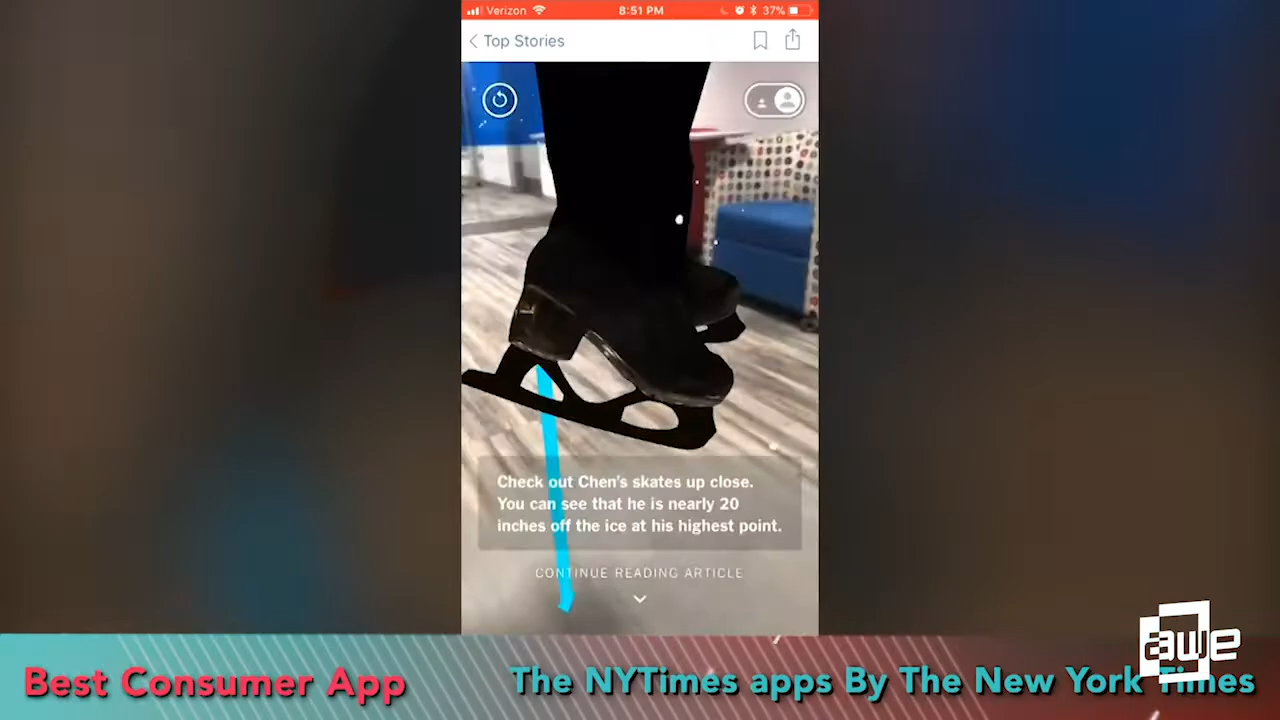 Verizon
8:51 PM
37%
Top Stories
Check out Chen's skates up close.
You can see that he is nearly 20
inches off the ice at his highest point.
CONTINUE READING ARTICLE
awe
Best Consumer App
The NYTimes apps By The New York Times